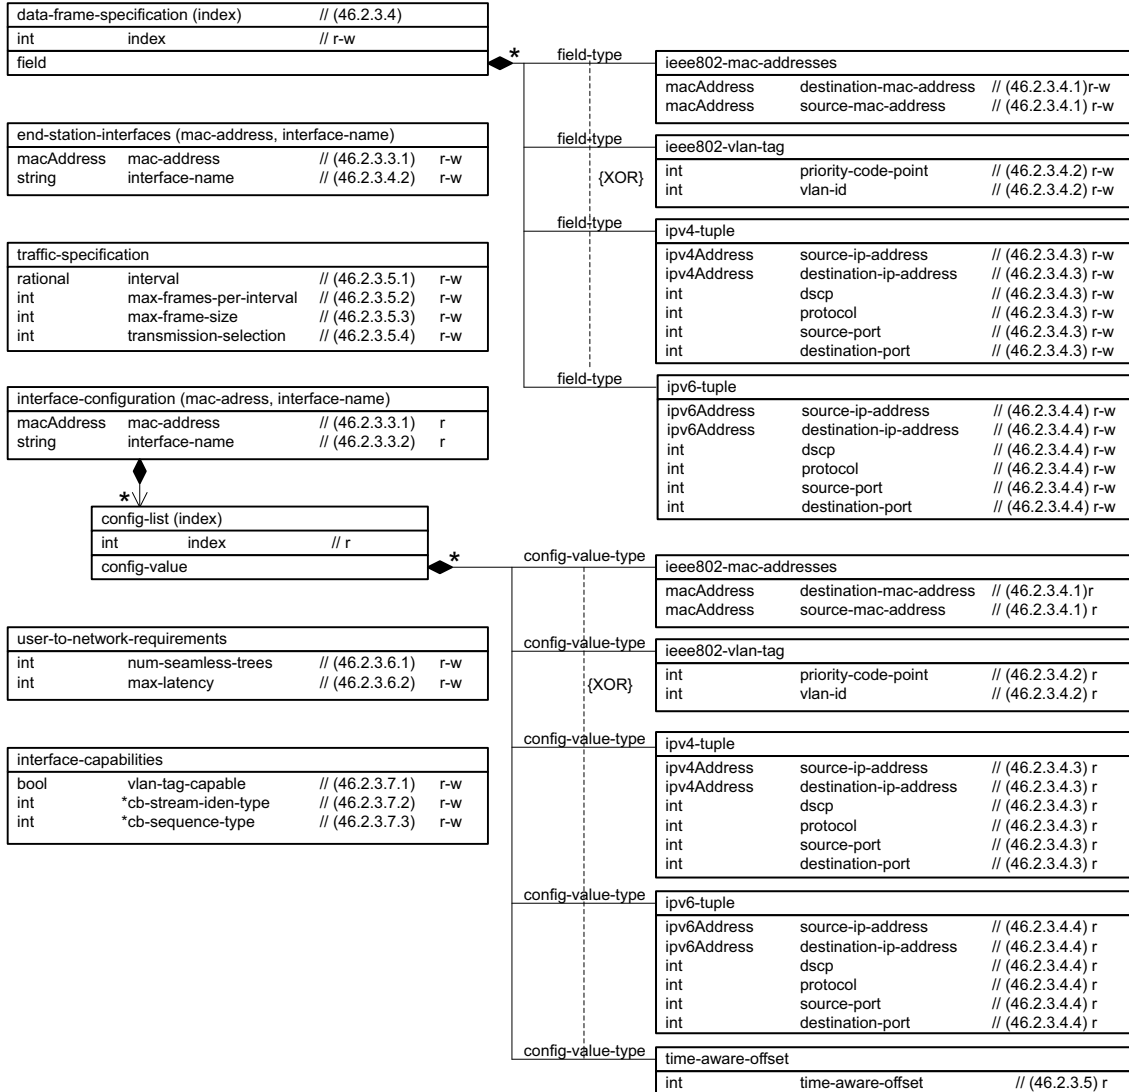 data-frame-specification (index) // (46.2.3.4)
int index // r-w
field
*
field-type
ieee802-mac-addresses
macAddress destination-mac-address // (46.2.3.4.1)r-w
macAddress source-mac-address // (46.2.3.4.1) r-w
end-station-interfaces (mac-address, interface-name)
macAddress mac-address // (46.2.3.3.1) r-w
string interface-name // (46.2.3.4.2) r-w
field-type
{XOR}
ieee802-vlan-tag
int priority-code-point // (46.2.3.4.2) r-w
int vlan-id // (46.2.3.4.2) r-w
traffic-specification
rational interval // (46.2.3.5.1) r-w
int max-frames-per-interval // (46.2.3.5.2) r-w
int max-frame-size // (46.2.3.5.3) r-w
int transmission-selection // (46.2.3.5.4) r-w
field-type
ipv4-tuple
ipv4Address source-ip-address // (46.2.3.4.3) r-w
ipv4Address destination-ip-address // (46.2.3.4.3) r-w
int dscp // (46.2.3.4.3) r-w
int protocol // (46.2.3.4.3) r-w
int source-port // (46.2.3.4.3) r-w
int destination-port // (46.2.3.4.3) r-w
interface-configuration (mac-adress, interface-name)
macAddress mac-address // (46.2.3.3.1) r
string interface-name // (46.2.3.3.2) r
field-type
ipv6-tuple
ipv6Address source-ip-address // (46.2.3.4.4) r-w
ipv6Address destination-ip-address // (46.2.3.4.4) r-w
int dscp // (46.2.3.4.4) r-w
int protocol // (46.2.3.4.4) r-w
int source-port // (46.2.3.4.4) r-w
int destination-port // (46.2.3.4.4) r-w
*
config-list (index)
int index // r
config-value
*
config-value-type
ieee802-mac-addresses
macAddress destination-mac-address // (46.2.3.4.1)r
macAddress source-mac-address // (46.2.3.4.1) r
user-to-network-requirements
int num-seamless-trees // (46.2.3.6.1) r-w
int max-latency // (46.2.3.6.2) r-w
config-value-type
{XOR}
ieee802-vlan-tag
int priority-code-point // (46.2.3.4.2) r
int vlan-id // (46.2.3.4.2) r
interface-capabilities
bool vlan-tag-capable // (46.2.3.7.1) r-w
int *cb-stream-iden-type // (46.2.3.7.2) r-w
int *cb-sequence-type // (46.2.3.7.3) r-w
config-value-type
ipv4-tuple
ipv4Address source-ip-address // (46.2.3.4.3) r
ipv4Address destination-ip-address // (46.2.3.4.3) r
int dscp // (46.2.3.4.3) r
int protocol // (46.2.3.4.3) r
int source-port // (46.2.3.4.3) r
int destination-port // (46.2.3.4.3) r
config-value-type
ipv6-tuple
ipv6Address source-ip-address // (46.2.3.4.4) r
ipv6Address destination-ip-address // (46.2.3.4.4) r
int dscp // (46.2.3.4.4) r
int protocol // (46.2.3.4.4) r
int source-port // (46.2.3.4.4) r
int destination-port // (46.2.3.4.4) r
config-value-type
time-aware-offset
int time-aware-offset // (46.2.3.5) r